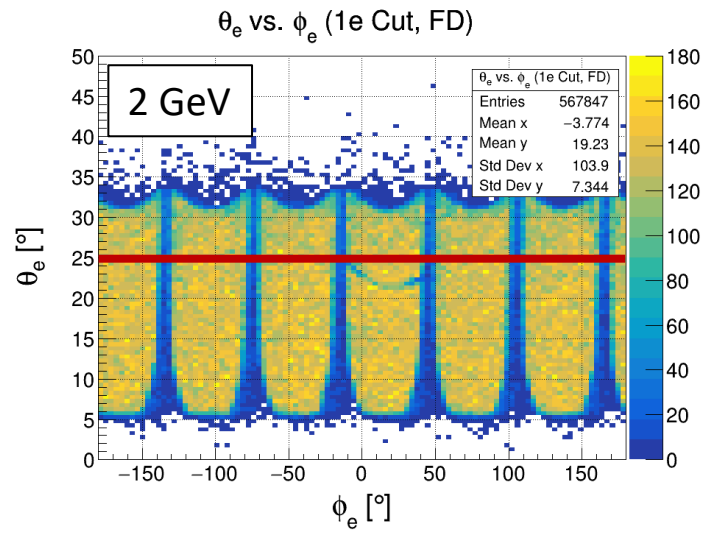 θe vs. ϕe (1e Cut, FD)
2 GeV
θe vs. ϕe (1e Cut, FD)
Entries 567847
Mean x −3.774
Mean y 19.23
Std Dev x 103.9
Std Dev y 7.344
50
45
40
35
30
25
20
15
10
5
0
θe [°]
−150 −100 −50 0 50 100 150
ϕe [°]
180
160
140
120
100
80
60
40
20
0